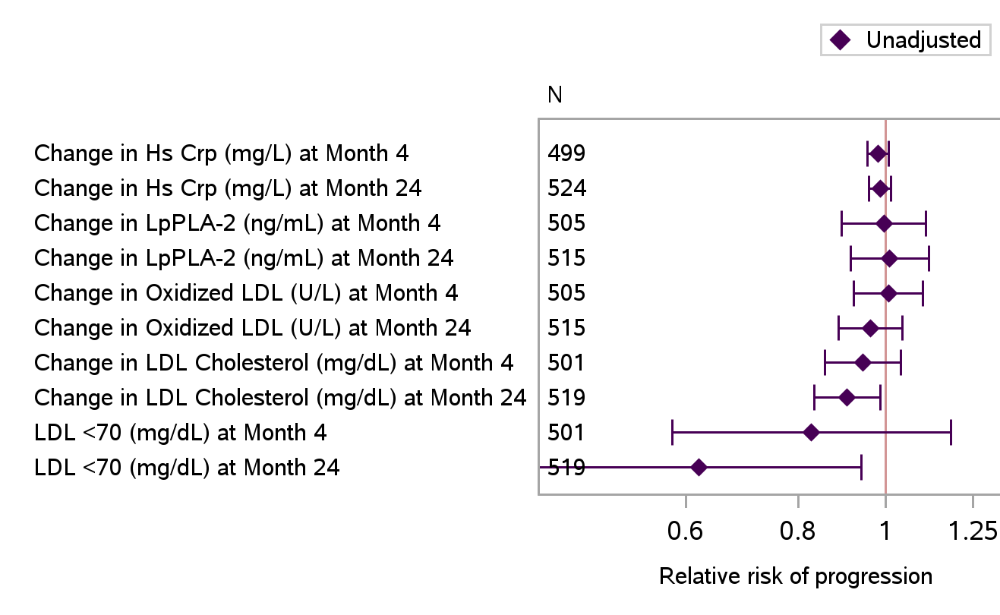 Unadjusted
N
Change in Hs Crp (mg/L) at Month 4 499
Change in Hs Crp (mg/L) at Month 24 524
Change in LpPLA-2 (ng/mL) at Month 4 505
Change in LpPLA-2 (ng/mL) at Month 24 515
Change in Oxidized LDL (U/L) at Month 4 505
Change in Oxidized LDL (U/L) at Month 24 515
Change in LDL Cholesterol (mg/dL) at Month 4 501
Change in LDL Cholesterol (mg/dL) at Month 24 519
LDL <70 (mg/dL) at Month 4 501
LDL <70 (mg/dL) at Month 24 519
0.6 0.8 1 1.25
Relative risk of progression